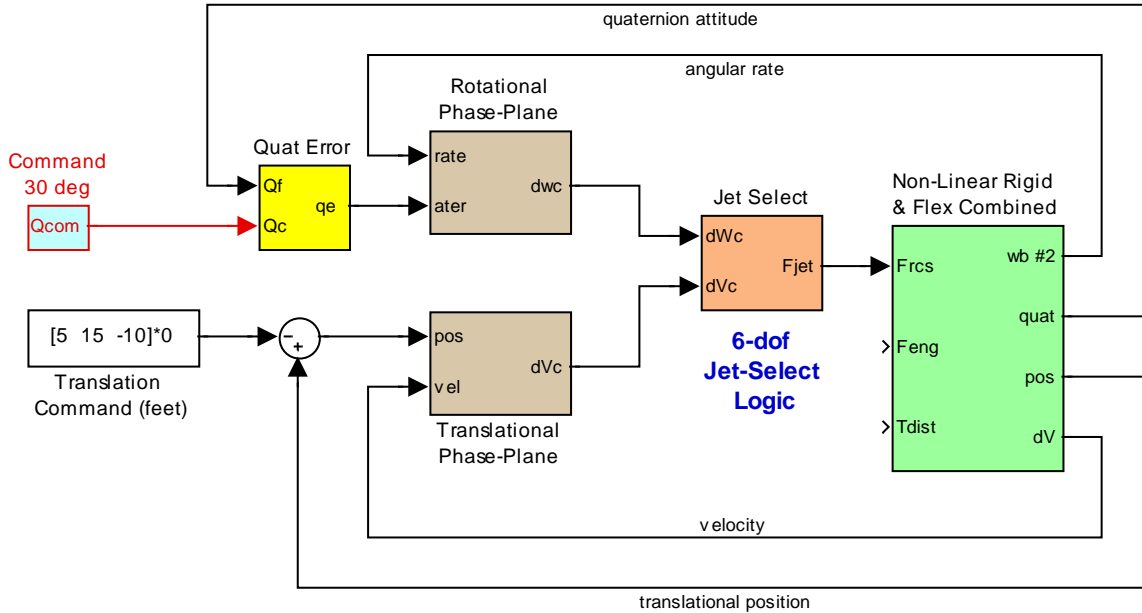 quaternion attitude
angular rate
Rotational
Phase-Plane
rate
ater
dwc
Quat Error
Qf
Qc
qe
Command
30 deg
Qcom
Jet Select
dWc
dVc
Fjet
6-dof
Jet-Select
Logic
Non-Linear Rigid
& Flex Combined
Frcs
Feng
Tdist
wb #2
quat
pos
dV
[5 15 -10]*0
Translation
Command (feet)
−
+
pos
vel
dVc
Translational
Phase-Plane
velocity
translational position